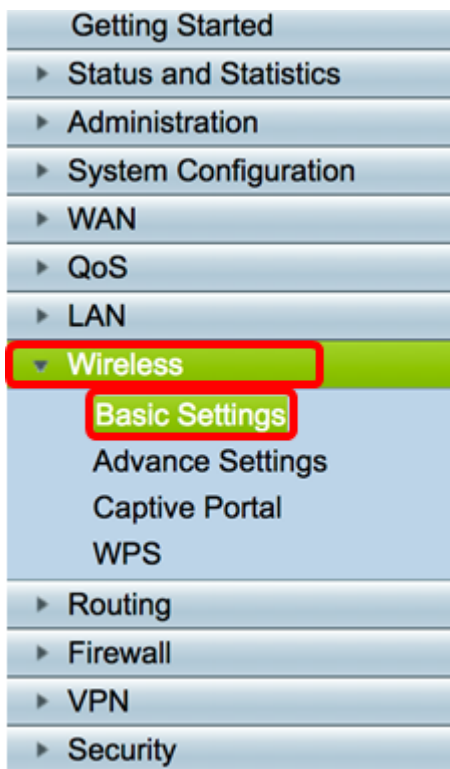 Getting Started
Status and Statistics
Administration
System Configuration
WAN
QoS
LAN
Wireless
Basic Settings
Advance Settings
Captive Portal
WPS
Routing
Firewall
VPN
Security